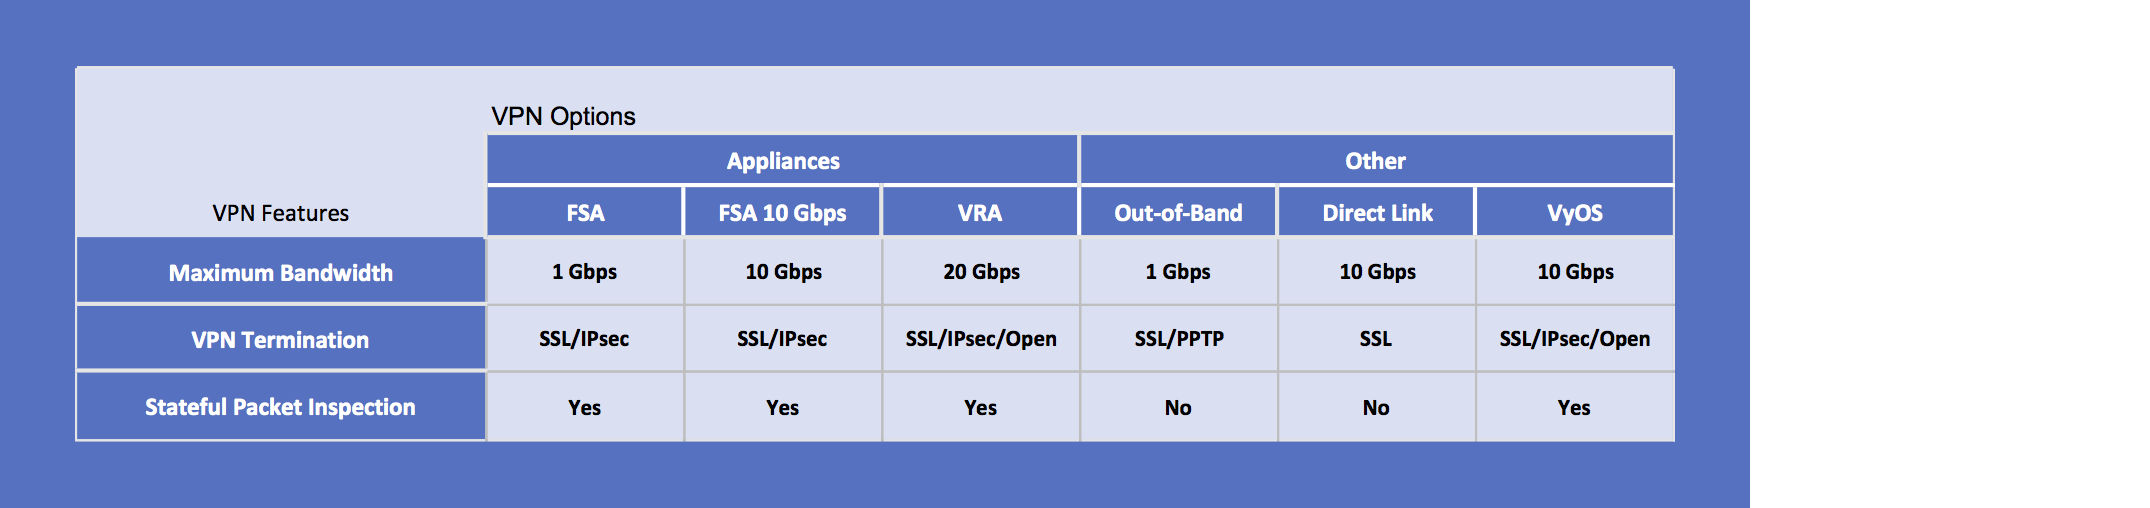 VPN Options
Appliances Other
VPN Features FSA FSA 10 Gbps VRA Out-of-Band Direct Link VyOS
Maximum Bandwidth 1 Gbps 10 Gbps 20 Gbps 1 Gbps 10 Gbps 10 Gbps
VPN Termination SSL/IPsec SSL/IPsec SSL/IPsec/Open SSL/PPTP SSL SSL/IPsec/Open
Stateful Packet Inspection Yes Yes Yes No No Yes